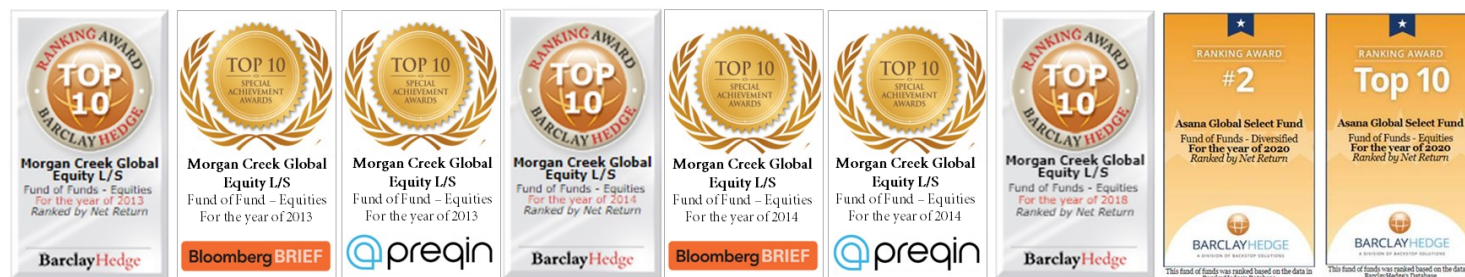 RANKING AWARD
TOP
10
BARCLAY HEDGE
Morgan Creek Global
Equity L/S
Fund of Funds - Equities
For the year of 2013
Ranked by Net Return
BarclayHedge
TOP 10
SPECIAL
ACHIEVEMENT
AWARDS
Morgan Creek Global
Equity L/S
Fund of Fund – Equities
For the year of 2013
Bloomberg BRIEF
TOP 10
SPECIAL
ACHIEVEMENT
AWARDS
Morgan Creek Global
Equity L/S
Fund of Fund – Equities
For the year of 2013
preqin
RANKING AWARD
TOP
10
BARCLAY HEDGE
Morgan Creek Global
Equity L/S
Fund of Funds - Equities
For the year of 2014
Ranked by Net Return
BarclayHedge
TOP 10
SPECIAL
ACHIEVEMENT
AWARDS
Morgan Creek Global
Equity L/S
Fund of Fund – Equities
For the year of 2014
Bloomberg BRIEF
TOP 10
SPECIAL
ACHIEVEMENT
AWARDS
Morgan Creek Global
Equity L/S
Fund of Fund – Equities
For the year of 2014
preqin
RANKING AWARD
TOP
10
BARCLAY HEDGE
Morgan Creek Global
Equity L/S
Fund of Funds - Equities
For the year of 2018
Ranked by Net Return
BarclayHedge
RANKING AWARD
#2
Asana Global Select Fund
Fund of Funds - Diversified
For the year of 2020
Ranked by Net Return
BARCLAYHEDGE
A DIVISION OF BACKSTOP SOLUTIONS
This fund of funds was ranked based on the data in
BarclayHedge's Database
RANKING AWARD
Top 10
Asana Global Select Fund
Fund of Funds - Equities
For the year of 2020
Ranked by Net Return
BARCLAYHEDGE
A DIVISION OF BACKSTOP SOLUTIONS
This fund of funds was ranked based on the data
BarclayHedge's Database